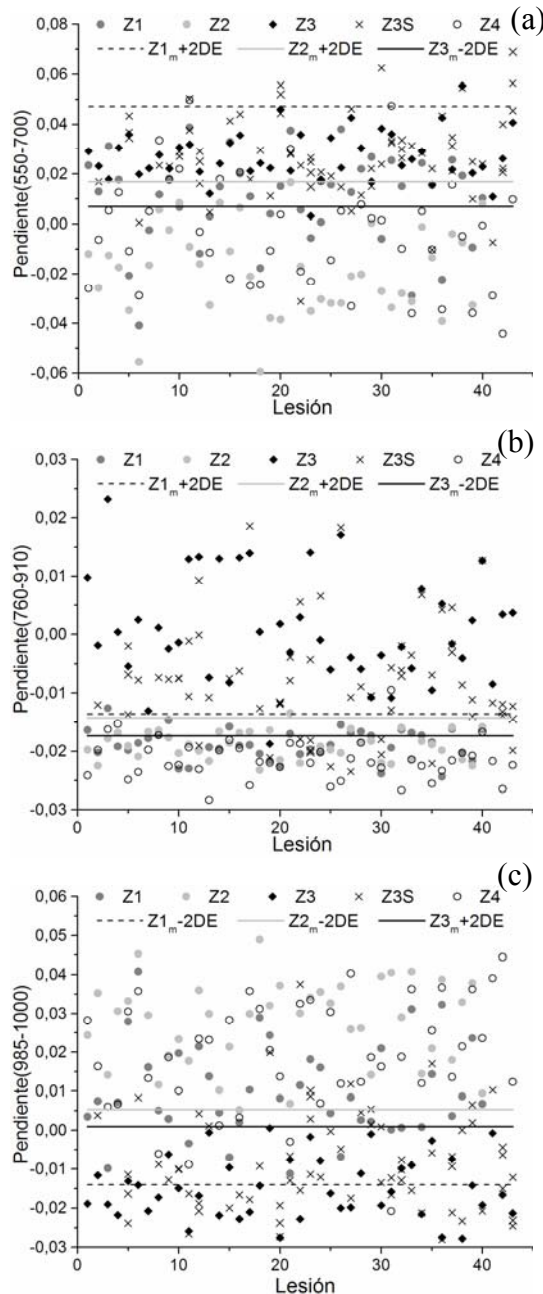 (a)
Z1 Z2 Z3 Z3S Z4
Z1m+2DE Z2m+2DE Z3m-2DE
Pendiente(550-700)
0,08
0,06
0,04
0,02
0,00
-0,02
-0,04
-0,06
0 10 20 30 40
Lesión
(b)
Z1 Z2 Z3 Z3S Z4
Z1m+2DE Z2m+2DE Z3m-2DE
Pendiente(760-910)
0,03
0,02
0,01
0,00
-0,01
-0,02
-0,03
0 10 20 30 40
Lesión
(c)
Z1 Z2 Z3 Z3S Z4
Z1m-2DE Z2m-2DE Z3m+2DE
Pendiente(985-1000)
0,06
0,05
0,04
0,03
0,02
0,01
0,00
-0,01
-0,02
-0,03
0 10 20 30 40
Lesión